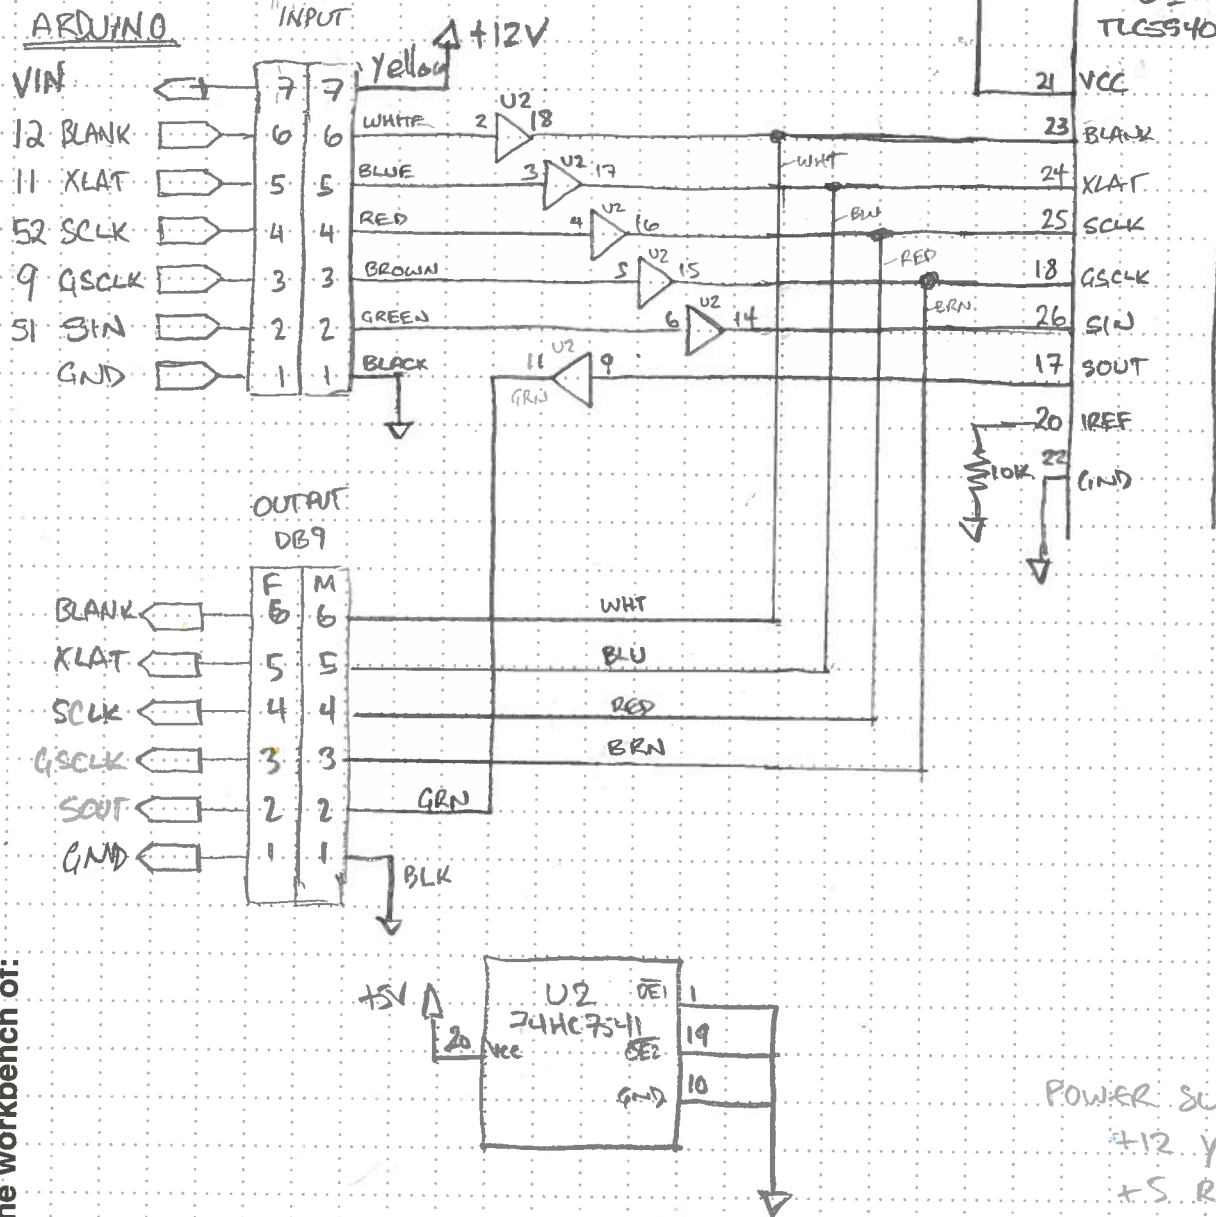 ARDUINO
INPUT
+12V
TLC5540
VIN 7 7 Yellow
21 VCC
12 BLANK 6 6 WHITE 2 U2 18 23 BLANK
WHT
11 XLAT 5 5 BLUE 3 U2 17 24 XLAT
BLU
52 SCLK 4 4 RED 4 U2 16 25 SCLK
RED
9 GSCLK 3 3 BROWN 5 U2 15 18 GSCLK
BRN
51 SIN 2 2 GREEN 6 U2 14 26 SIN
GND 1 1 BLACK 11 U2 9 17 SOUT
GRN
20 IREF
10K
22 GND
OUTPUT
DB9
F M
BLANK 6 6 WHT
XLAT 5 5 BLU
SCLK 4 4 RED
GSCLK 3 3 BRN
SOUT 2 2 GRN
GND 1 1
BLK
+5V
U2 OE1 1
74HC7541
20 Vcc OE2 19
GND 10
POWER SU
+12 Y
+5 R
he workbench of: